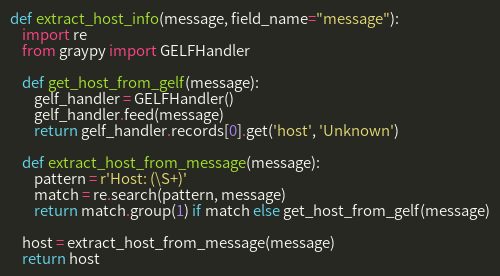 def extract_host_info(message, field_name="message"):
    import re
    from graypy import GELFHandler

    def get_host_from_gelf(message):
        gelf_handler = GELFHandler()
        gelf_handler.feed(message)
        return gelf_handler.records[0].get('host', 'Unknown')

    def extract_host_from_message(message):
        pattern = r'Host: (\S+)'
        match = re.search(pattern, message)
        return match.group(1) if match else get_host_from_gelf(message)

    host = extract_host_from_message(message)
    return host